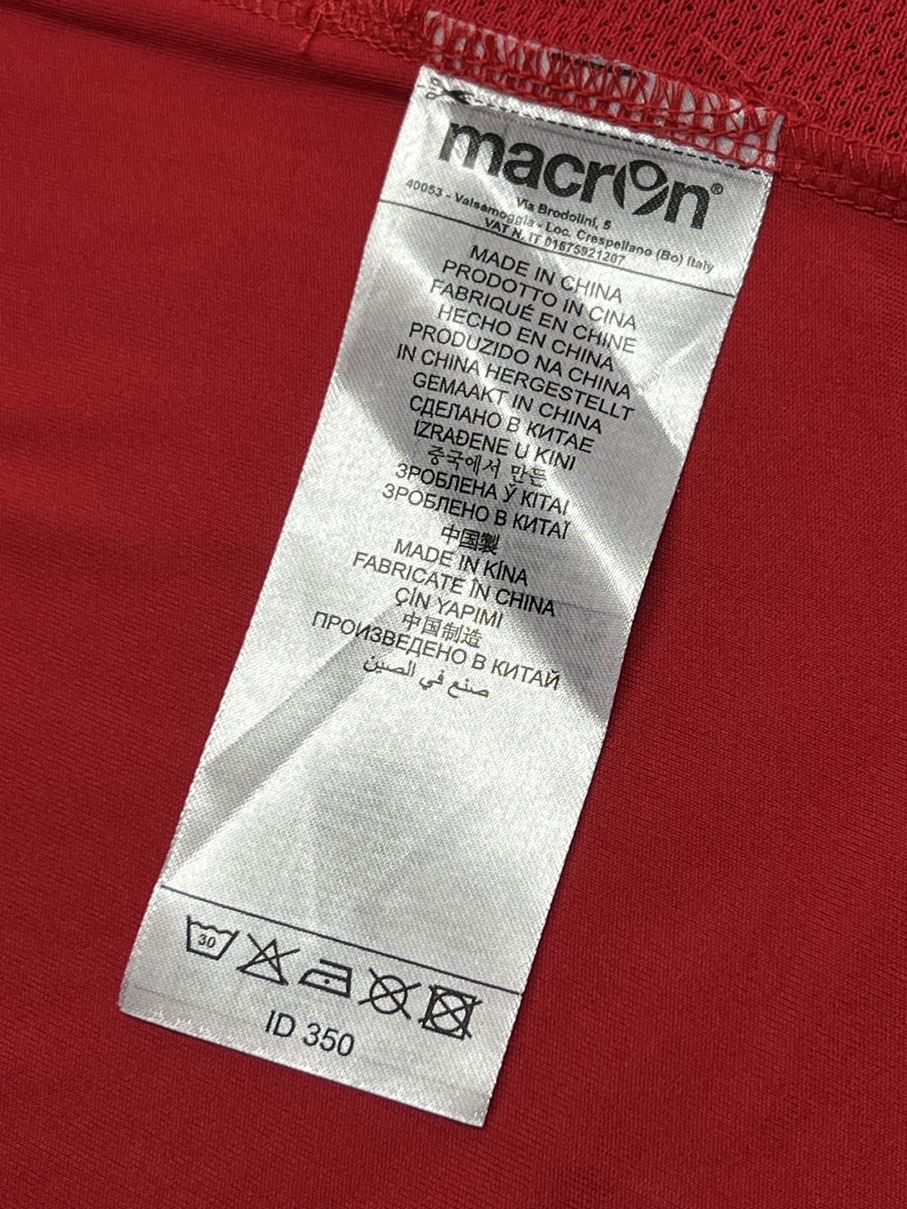 macron®
Via Brodolini, 5
40053 - Valsamoggia - Loc. Crespellano (Bo) Italy
VAT N. IT 01675921207
MADE IN CHINA
PRODOTTO IN CINA
FABRIQUÉ EN CHINE
HECHO EN CHINA
PRODUZIDO NA CHINA
IN CHINA HERGESTELLT
GEMAAKT IN CHINA
СДЕЛАНО В КИТАЕ
IZRAĐENE U KINI
중국에서 만든
ЗРОБЛЕНА Ў KITAI
ЗРОБЛЕНО В КИТАЇ
中国製
MADE IN KÍNA
FABRICATE ÎN CHINA
ÇİN YAPIMI
中国制造
ПРОИЗВЕДЕНО В КИТАЙ
صنع في الصين
30
ID 350